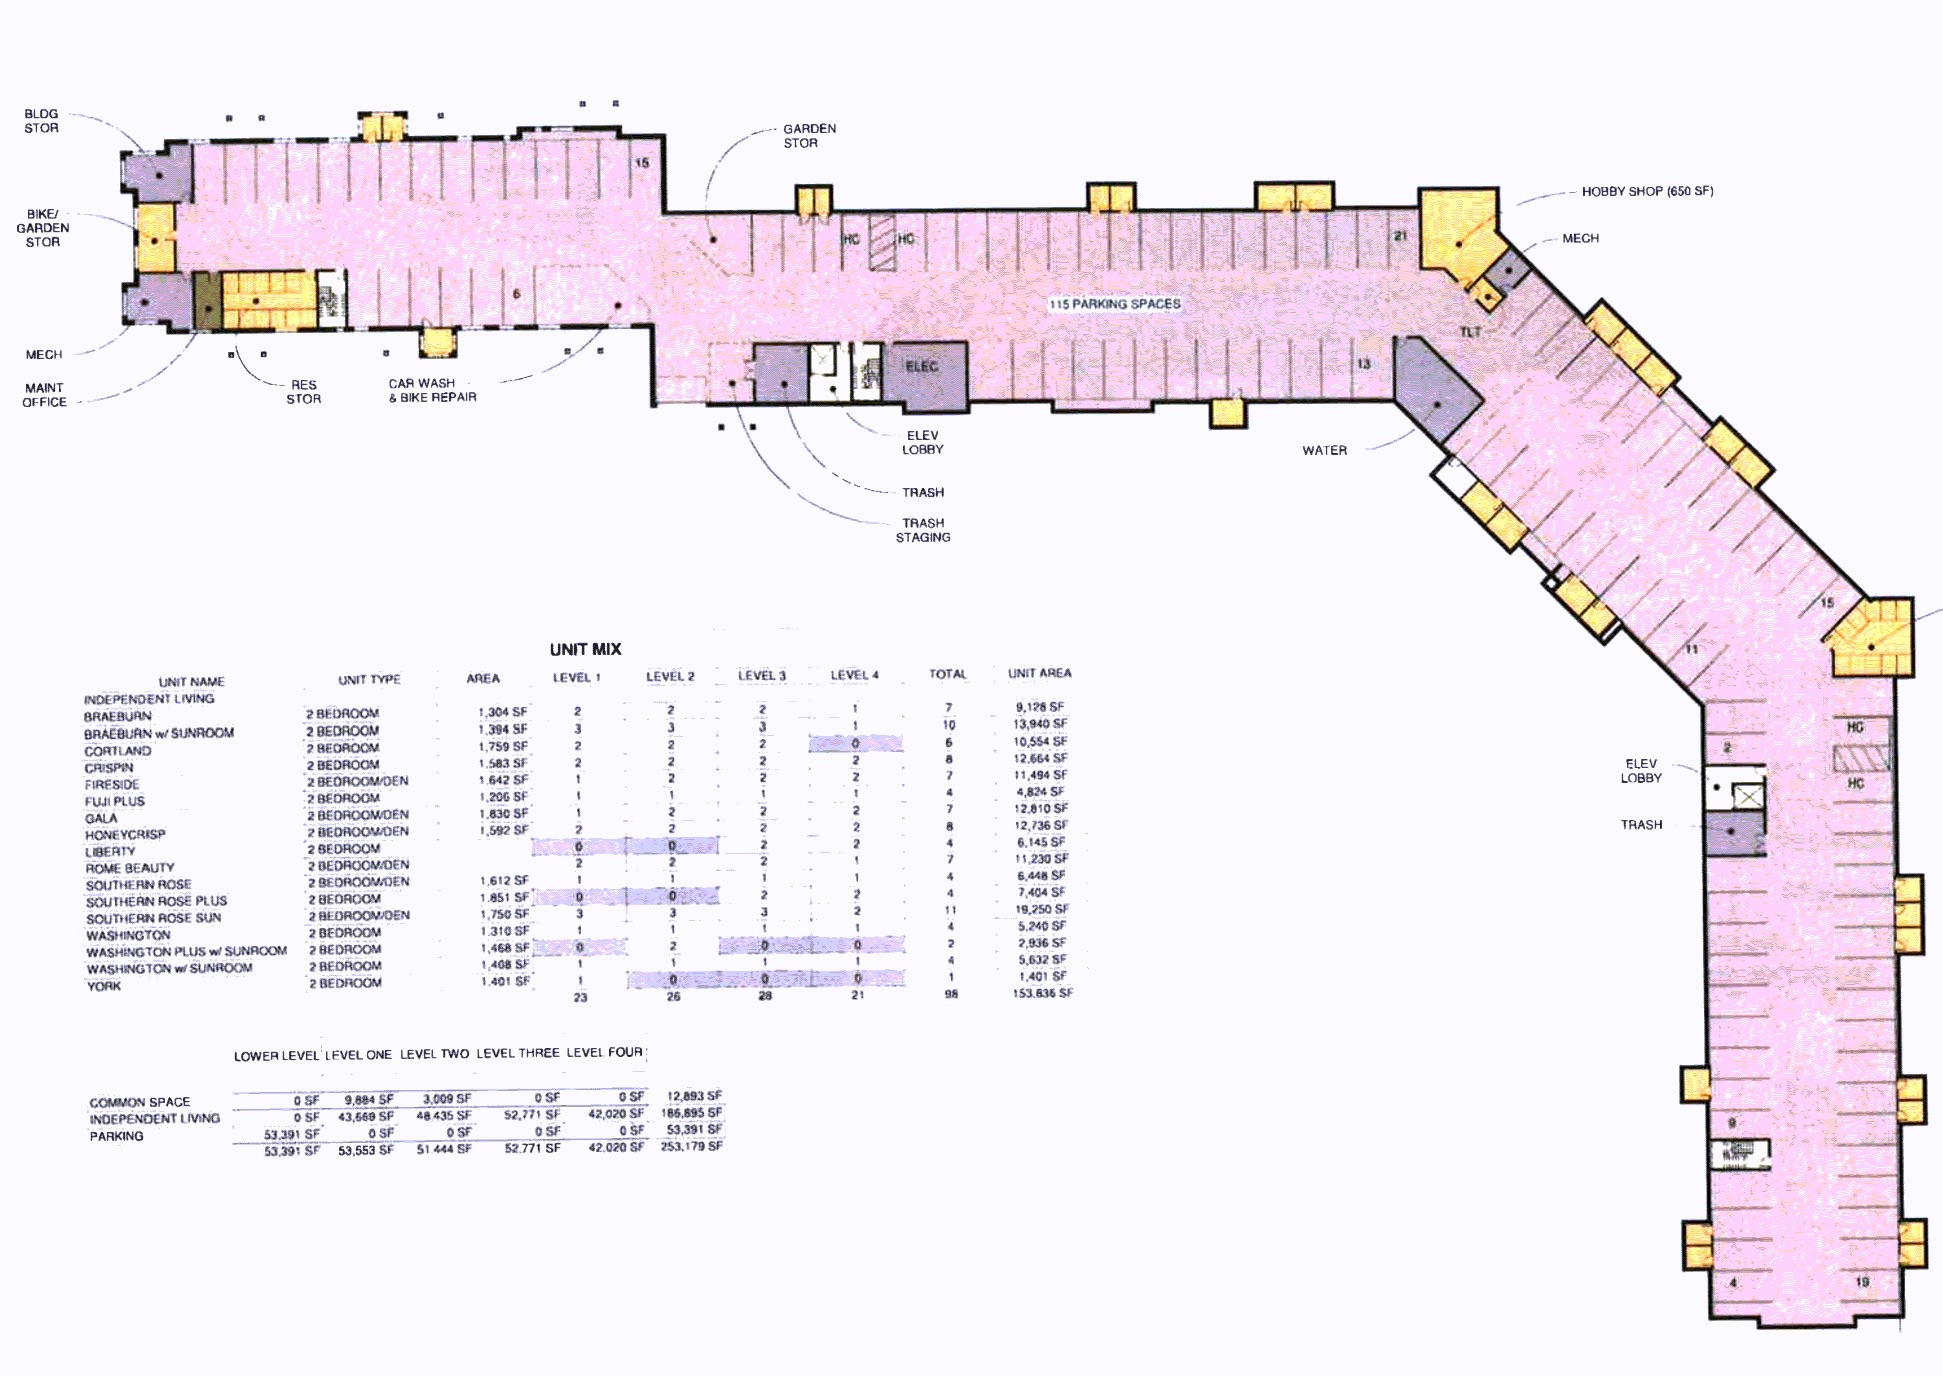 BLDG
STOR
BIKE/
GARDEN
STOR
MECH
MAINT
OFFICE
RES
STOR
CAR WASH
& BIKE REPAIR
15
6
GARDEN
STOR
HC HC
21
115 PARKING SPACES
13
ELEC
ELEV
LOBBY
TRASH
TRASH
STAGING
HOBBY SHOP (650 SF)
MECH
TLT
WATER
15
11
2
HC
HC
ELEV
LOBBY
TRASH
9
4
19
UNIT MIX
UNIT NAME UNIT TYPE AREA LEVEL 1 LEVEL 2 LEVEL 3 LEVEL 4 TOTAL UNIT AREA
INDEPENDENT LIVING
BRAEBURN 2 BEDROOM 1,304 SF 2 2 2 1 7 9,128 SF
BRAEBURN w/ SUNROOM 2 BEDROOM 1,394 SF 3 3 3 1 10 13,940 SF
CORTLAND 2 BEDROOM 1,759 SF 2 2 2 0 6 10,554 SF
CRISPIN 2 BEDROOM 1,583 SF 2 2 2 2 8 12,664 SF
FIRESIDE 2 BEDROOM/DEN 1,642 SF 1 2 2 2 7 11,494 SF
FUJI PLUS 2 BEDROOM 1,206 SF 1 1 1 1 4 4,824 SF
GALA 2 BEDROOM/DEN 1,830 SF 1 2 2 2 7 12,810 SF
HONEYCRISP 2 BEDROOM/DEN 1,592 SF 2 2 2 2 8 12,736 SF
LIBERTY 2 BEDROOM 0 0 2 2 4 6,145 SF
ROME BEAUTY 2 BEDROOM/DEN 2 2 2 1 7 11,230 SF
SOUTHERN ROSE 2 BEDROOM/DEN 1,612 SF 1 1 1 1 4 6,448 SF
SOUTHERN ROSE PLUS 2 BEDROOM 1.851 SF 0 0 2 2 4 7,404 SF
SOUTHERN ROSE SUN 2 BEDROOM/DEN 1,750 SF 3 3 3 2 11 19,250 SF
WASHINGTON 2 BEDROOM 1.310 SF 1 1 1 1 4 5,240 SF
WASHINGTON PLUS w/ SUNROOM 2 BEDROOM 1,468 SF 0 2 0 0 2 2,936 SF
WASHINGTON w/ SUNROOM 2 BEDROOM 1,408 SF 1 1 1 1 4 5,632 SF
YORK 2 BEDROOM 1.401 SF 1 0 0 0 1 1,401 SF
23 26 28 21 98 153,636 SF
LOWER LEVEL LEVEL ONE LEVEL TWO LEVEL THREE LEVEL FOUR
COMMON SPACE 0 SF 9,884 SF 3,009 SF 0 SF 0 SF 12,893 SF
INDEPENDENT LIVING 0 SF 43,669 SF 48,435 SF 52,771 SF 42,020 SF 186,895 SF
PARKING 53,391 SF 0 SF 0 SF 0 SF 0 SF 53,391 SF
53,391 SF 53,553 SF 51.444 SF 52.771 SF 42.020 SF 253,179 SF